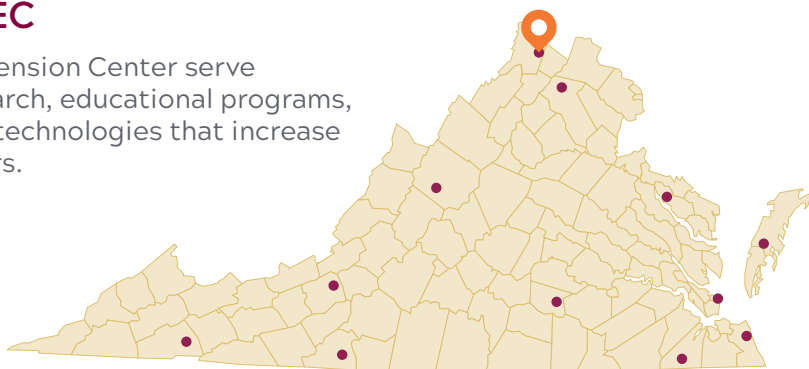 EC
ension Center serve
arch, educational programs,
technologies that increase
rs.